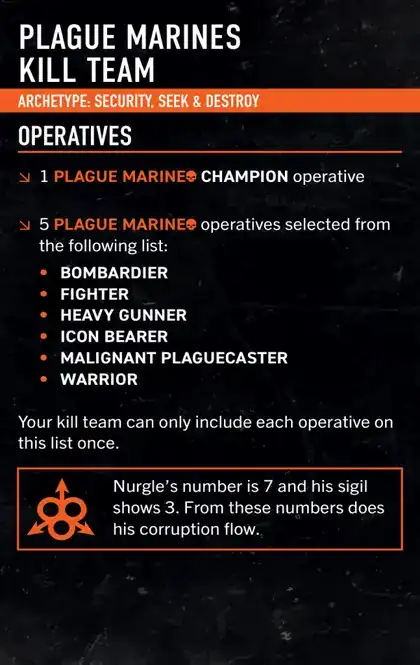 PLAGUE MARINES
KILL TEAM
ARCHETYPE: SECURITY, SEEK & DESTROY
OPERATIVES
↘ 1 PLAGUE MARINE CHAMPION operative
↘ 5 PLAGUE MARINE operatives selected from
the following list:
• BOMBARDIER
• FIGHTER
• HEAVY GUNNER
• ICON BEARER
• MALIGNANT PLAGUECASTER
• WARRIOR
Your kill team can only include each operative on
this list once.
Nurgle’s number is 7 and his sigil
shows 3. From these numbers does
his corruption flow.